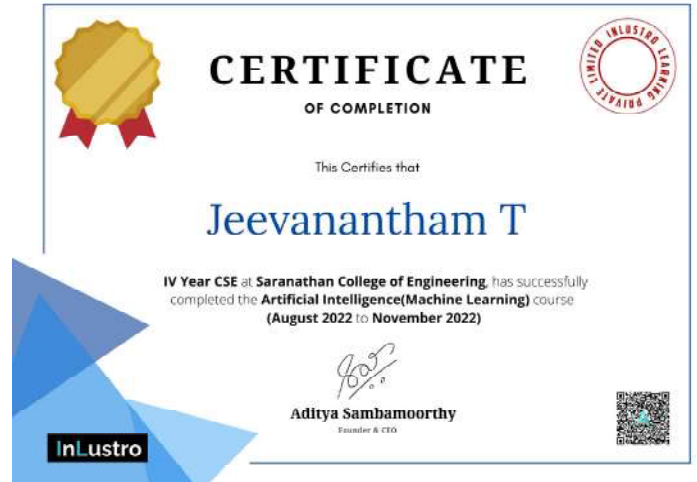 CERTIFICATE
OF COMPLETION
INLUSTRO LEARNING PRIVATE LIMITED
This Certifies that
Jeevanantham T
IV Year CSE at Saranathan College of Engineering, has successfully
completed the Artificial Intelligence(Machine Learning) course
(August 2022 to November 2022)
Aditya Sambamoorthy
Founder & CEO
InLustro